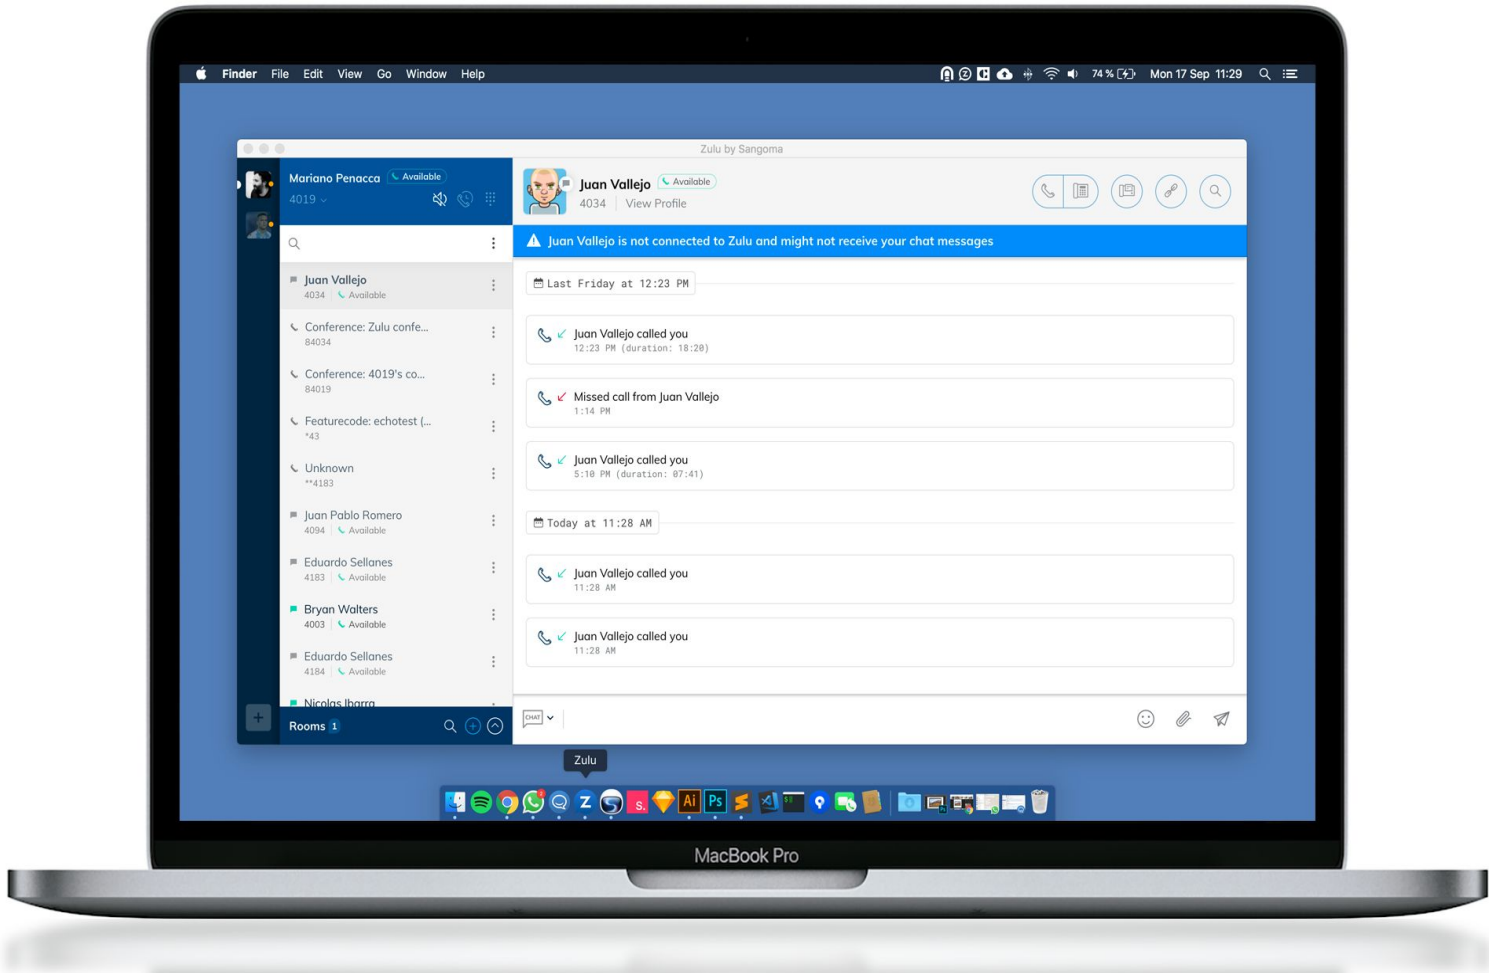 Finder File Edit View Go Window Help
74 % Mon 17 Sep 11:29
Zulu by Sangoma
Mariano Penacca Available
4019
Juan Vallejo Available
4034 View Profile
Juan Vallejo is not connected to Zulu and might not receive your chat messages
Juan Vallejo
4034 Available
Conference: Zulu confe...
84034
Conference: 4019's co...
84019
Featurecode: echotest (...
*43
Unknown
**4183
Juan Pablo Romero
4094 Available
Eduardo Sellanes
4183 Available
Bryan Walters
4003 Available
Eduardo Sellanes
4184 Available
Nicolas Ibarra
Rooms 1
Last Friday at 12:23 PM
Juan Vallejo called you
12:23 PM (duration: 18:20)
Missed call from Juan Vallejo
1:14 PM
Juan Vallejo called you
5:10 PM (duration: 07:41)
Today at 11:28 AM
Juan Vallejo called you
11:28 AM
Juan Vallejo called you
11:28 AM
CHAT
Zulu
Z S. Ai Ps
MacBook Pro